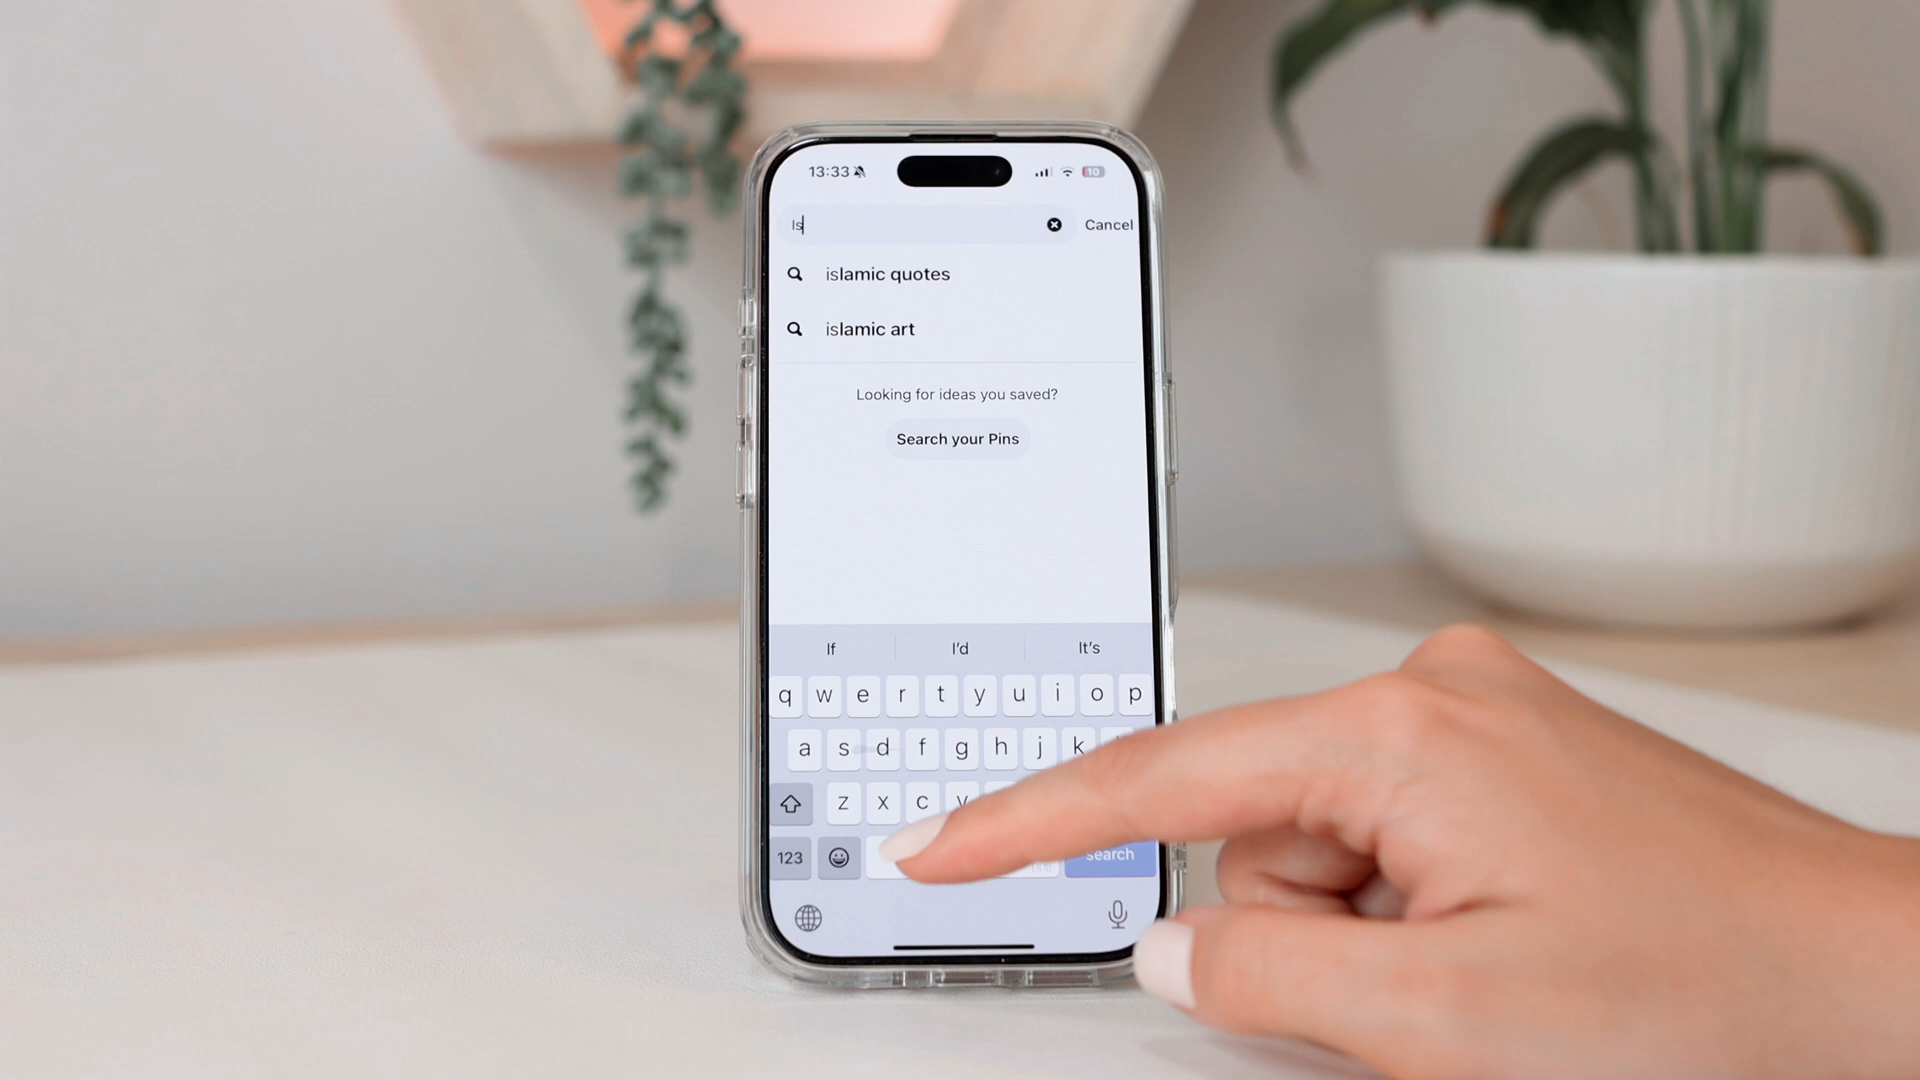 13:33
10
Is
Cancel
islamic quotes
islamic art
Looking for ideas you saved?
Search your Pins
If I'd It's
q w e r t y u i o p
a s d f g h j k
z x c v
123
search